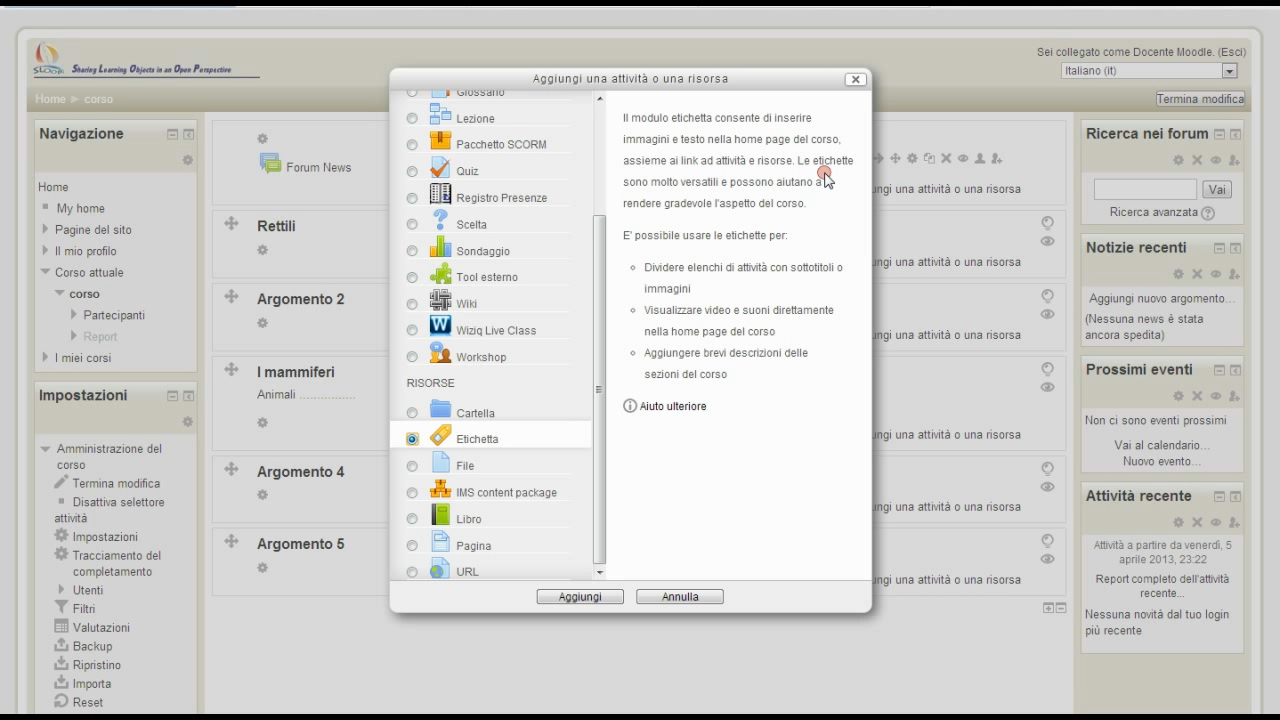 SLOOP
Sharing Learning Objects in an Open Perspective
Sei collegato come Docente Moodle. (Esci)
Italiano (it)
Home ► corso
Termina modifica
Navigazione
Home
My home
Pagine del sito
Il mio profilo
Corso attuale
corso
Partecipanti
Report
I miei corsi
Impostazioni
Amministrazione del
corso
Termina modifica
Disattiva selettore
attività
Impostazioni
Tracciamento del
completamento
Utenti
Filtri
Valutazioni
Backup
Ripristino
Importa
Reset
Forum News
Rettili
Argomento 2
I mammiferi
Animali ..................
Argomento 4
Argomento 5
Aggiungi una attività o una risorsa
Glossario
Lezione
Pacchetto SCORM
Quiz
Registro Presenze
Scelta
Sondaggio
Tool esterno
Wiki
Wiziq Live Class
Workshop
RISORSE
Cartella
Etichetta
File
IMS content package
Libro
Pagina
URL
Il modulo etichetta consente di inserire
immagini e testo nella home page del corso,
assieme ai link ad attività e risorse. Le etichette
sono molto versatili e possono aiutano a
rendere gradevole l'aspetto del corso.
E' possibile usare le etichette per:
Dividere elenchi di attività con sottotitoli o
immagini
Visualizzare video e suoni direttamente
nella home page del corso
Aggiungere brevi descrizioni delle
sezioni del corso
Aiuto ulteriore
Aggiungi
Annulla
ngi una attività o una risorsa
ngi una attività o una risorsa
ngi una attività o una risorsa
ngi una attività o una risorsa
ngi una attività o una risorsa
ngi una attività o una risorsa
Ricerca nei forum
Vai
Ricerca avanzata
Notizie recenti
Aggiungi nuovo argomento...
(Nessuna news è stata
ancora spedita)
Prossimi eventi
Non ci sono eventi prossimi
Vai al calendario...
Nuovo evento...
Attività recente
Attività a partire da venerdì, 5
aprile 2013, 23:22
Report completo dell'attività
recente...
Nessuna novità dal tuo login
più recente